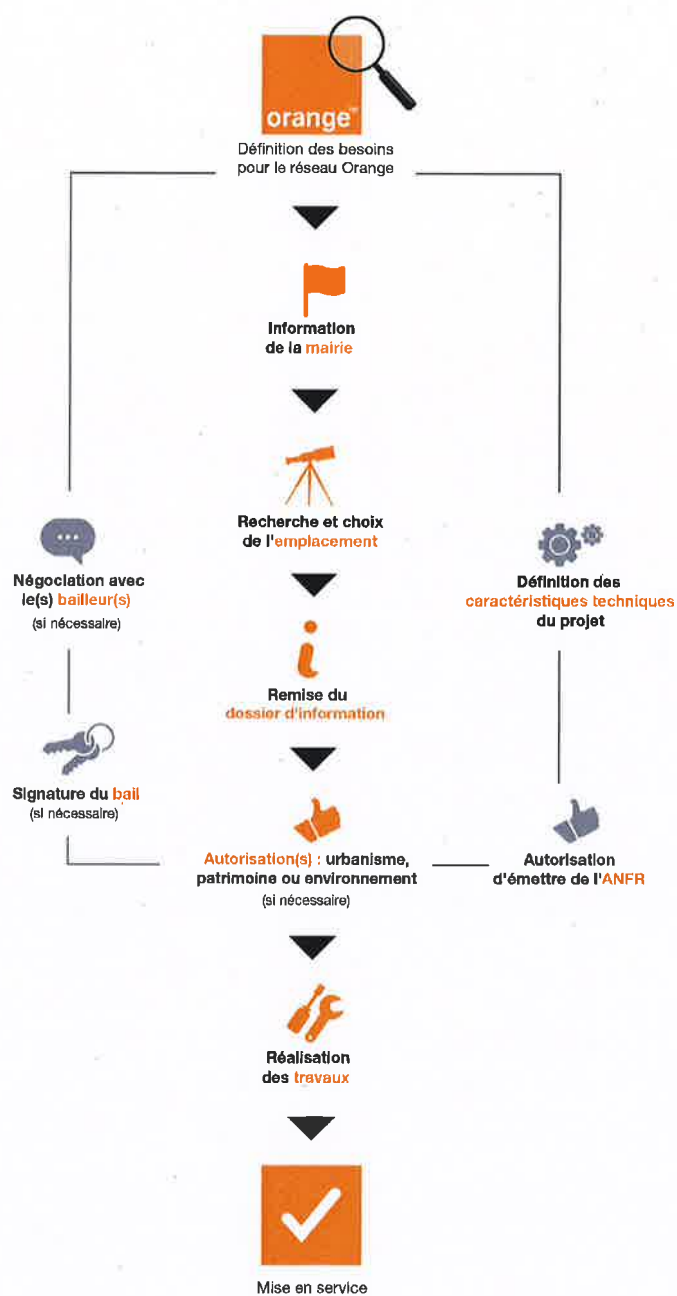 orange™
Définition des besoins
pour le réseau Orange
Information
de la mairie
Recherche et choix
de l'emplacement
Négociation avec
le(s) bailleur(s)
(si nécessaire)
Définition des
caractéristiques techniques
du projet
Remise du
dossier d'information
Signature du bail
(si nécessaire)
Autorisation(s) : urbanisme,
patrimoine ou environnement
(si nécessaire)
Autorisation
d'émettre de l'ANFR
Réalisation
des travaux
Mise en service